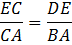 EC/CA = DE/BA